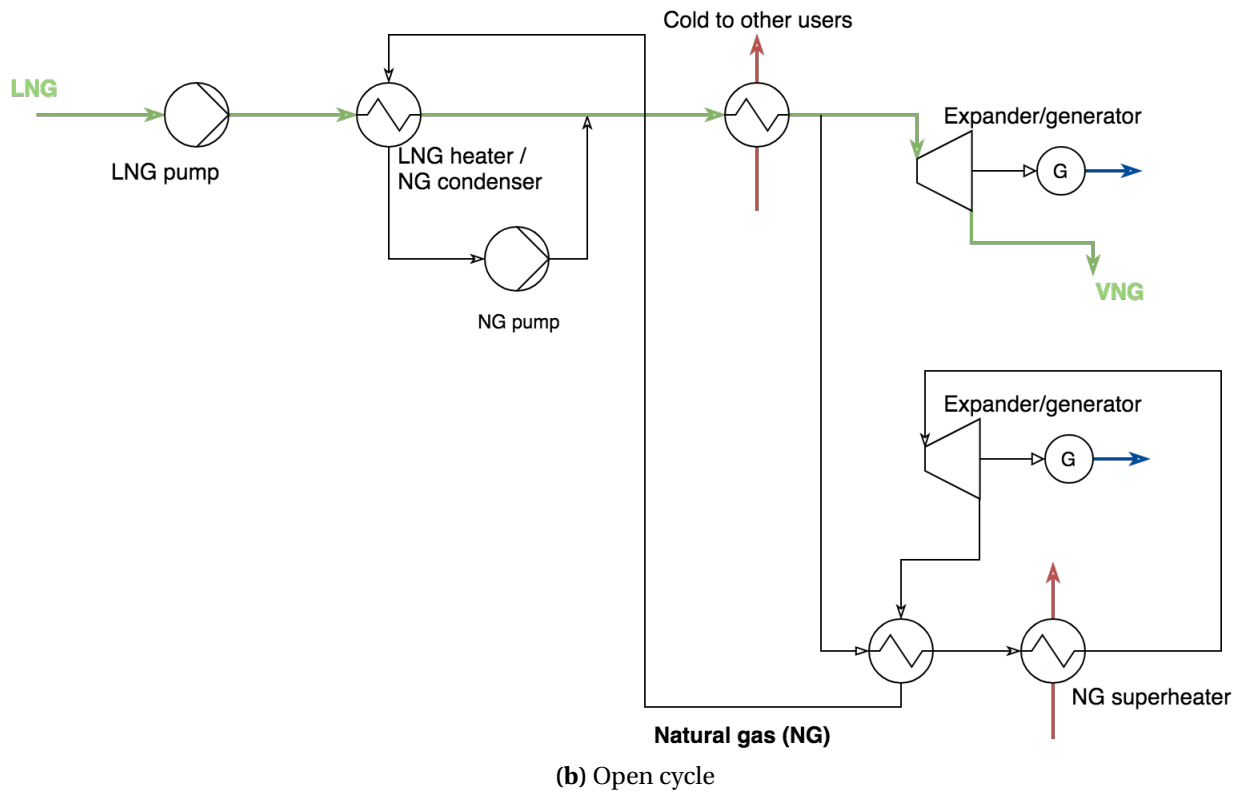 Cold to other users
LNG
LNG pump
LNG heater /
NG condenser
NG pump
Expander/generator
G
VNG
Expander/generator
G
NG superheater
Natural gas (NG)
(b) Open cycle